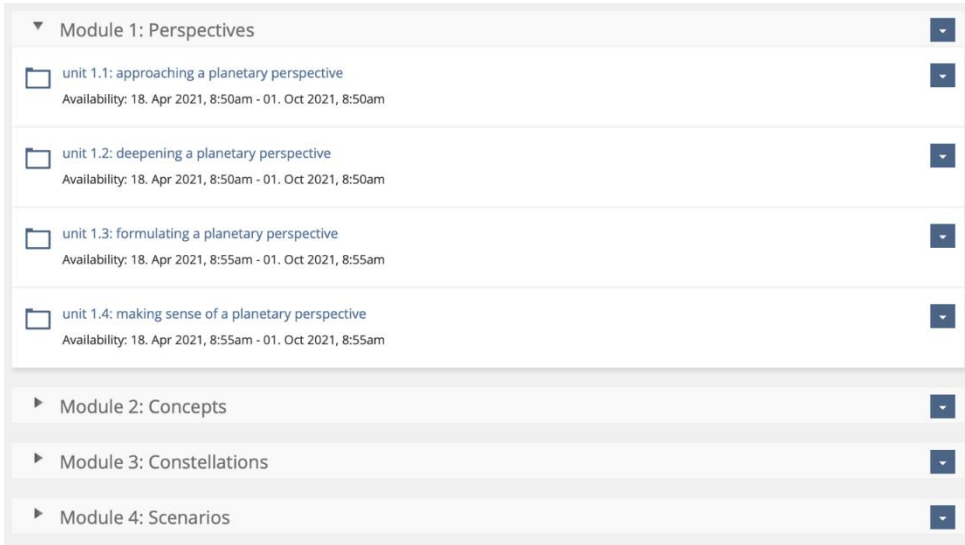 Module 1: Perspectives
unit 1.1: approaching a planetary perspective
Availability: 18. Apr 2021, 8:50am - 01. Oct 2021, 8:50am
unit 1.2: deepening a planetary perspective
Availability: 18. Apr 2021, 8:50am - 01. Oct 2021, 8:50am
unit 1.3: formulating a planetary perspective
Availability: 18. Apr 2021, 8:55am - 01. Oct 2021, 8:55am
unit 1.4: making sense of a planetary perspective
Availability: 18. Apr 2021, 8:55am - 01. Oct 2021, 8:55am
Module 2: Concepts
Module 3: Constellations
Module 4: Scenarios